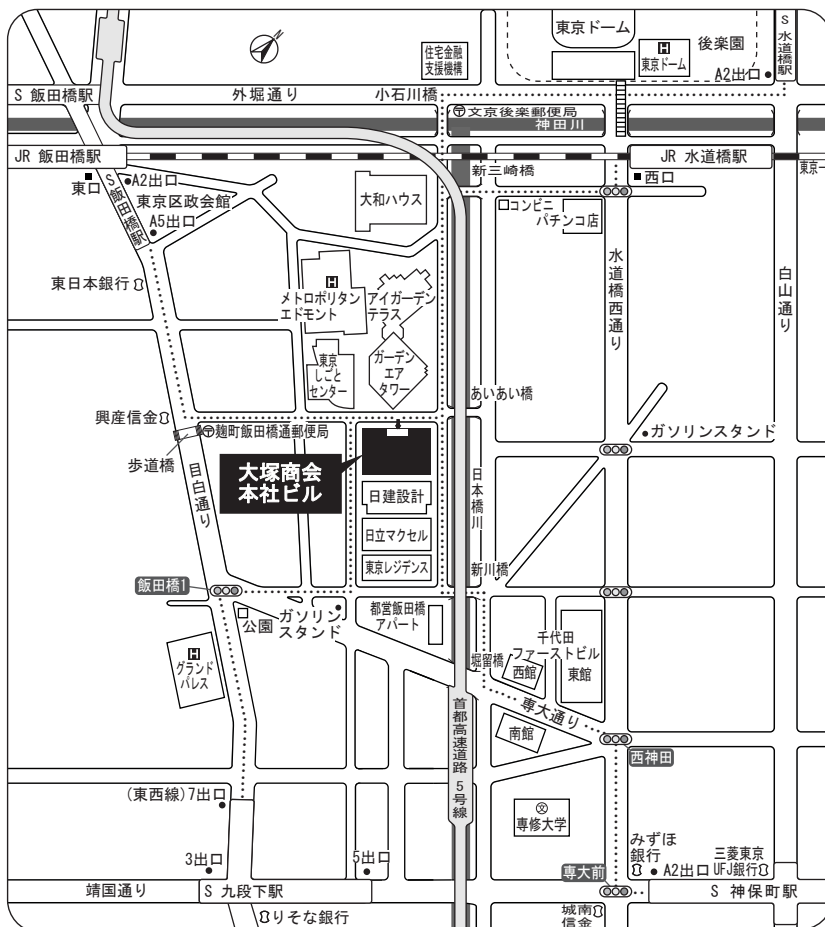 N
東京ドーム
後楽園
S 水道橋駅
住宅金融
支援機構
H
東京ドーム
A2出口
S 飯田橋駅
外堀通り
小石川橋
〒文京後楽郵便局
神田川
JR 飯田橋駅
JR 水道橋駅
東京－
新三崎橋
東口
A2出口
西口
S 飯田橋駅
東京区政会館
A5出口
大和ハウス
コンビニ
パチンコ店
水道橋西通り
白山通り
東日本銀行
H
メトロポリタン
エドモント
アイガーデン
テラス
東京
しごと
センター
ガーデン
エア
タワー
あいあい橋
興産信金
〒麹町飯田橋通郵便局
ガソリンスタンド
歩道橋
目白通り
大塚商会
本社ビル
日建設計
日本橋川
日立マクセル
東京レジデンス
新川橋
飯田橋1
公園
ガソリン
スタンド
都営飯田橋
アパート
千代田
ファーストビル
西館
東館
H
グランド
パレス
堀留橋
専大通り
南館
首都高速道路 5号線
西神田
(東西線)7出口
文
専修大学
みずほ
銀行
三菱東京
UFJ銀行
3出口
5出口
専大前
A2出口
靖国通り
S 九段下駅
S 神保町駅
りそな銀行
城南
信金